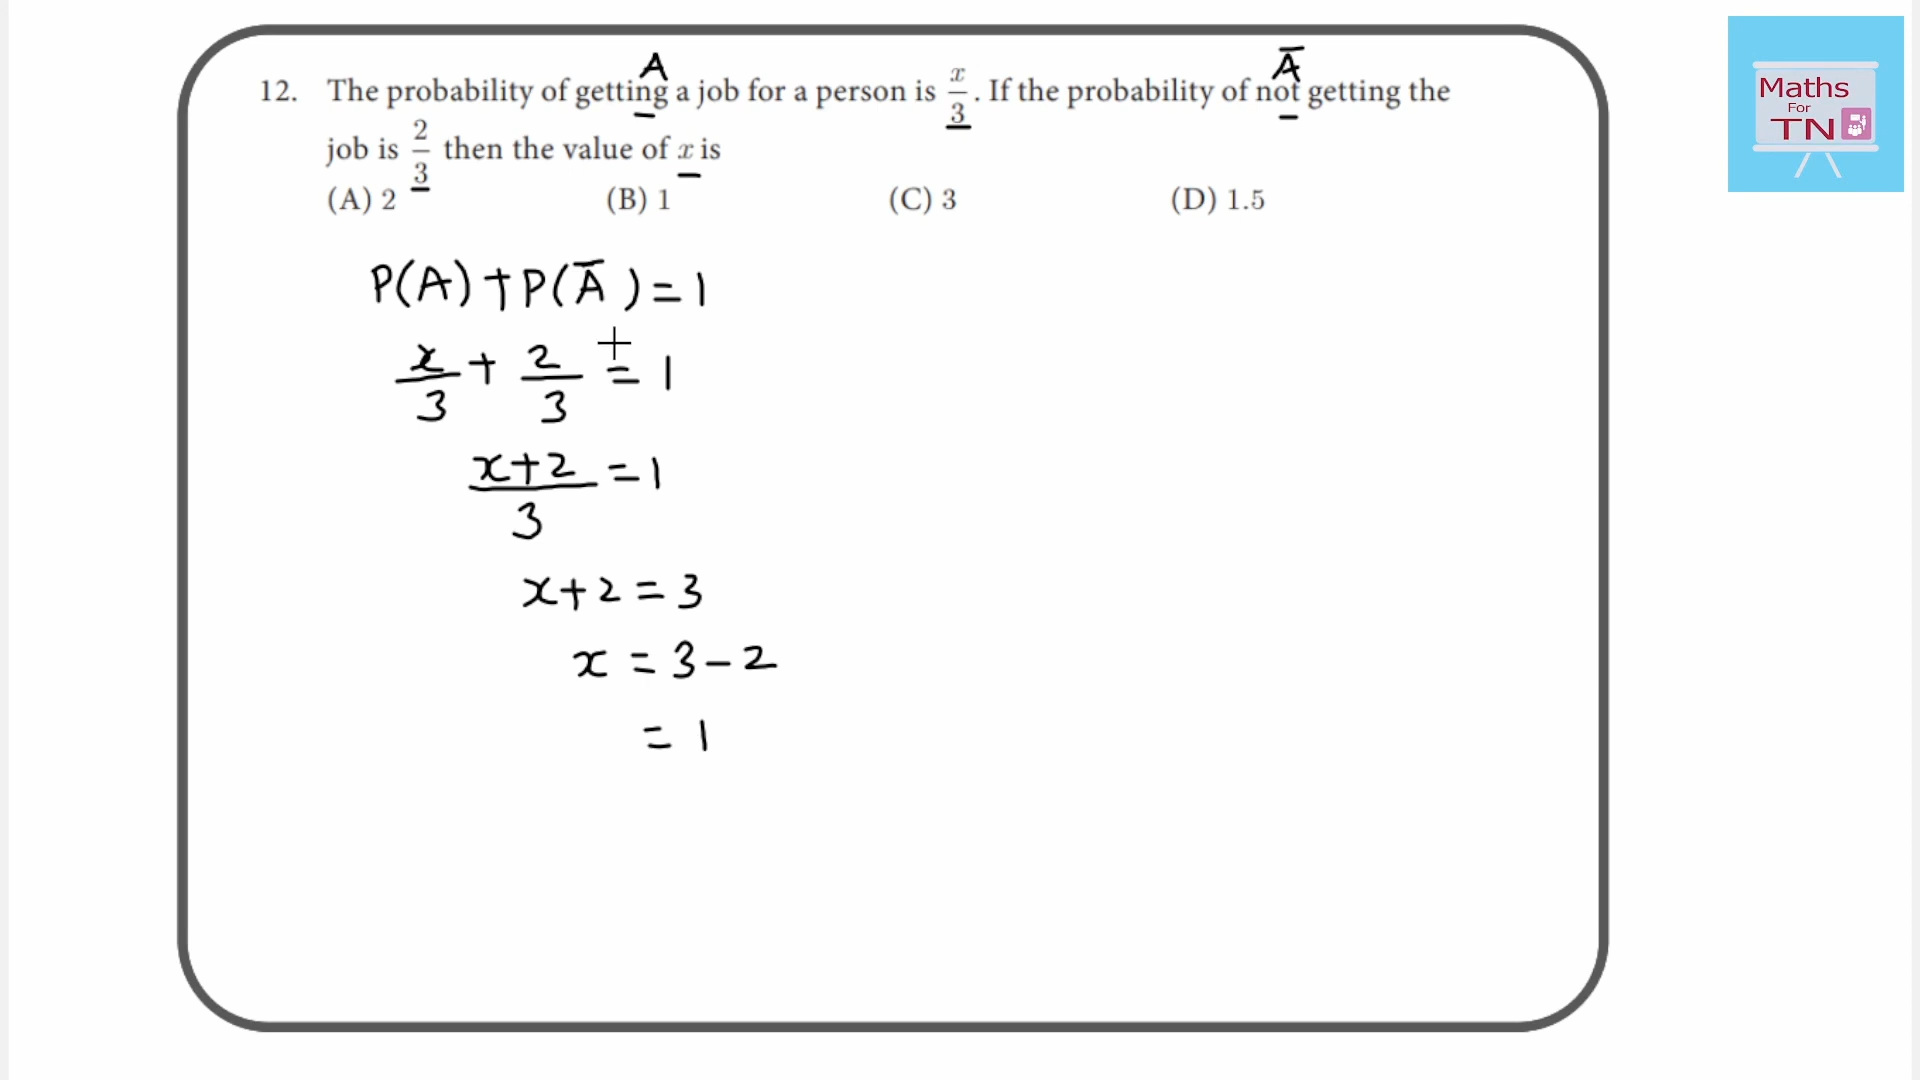 A Ā
12. The probability of getting a job for a person is x/3. If the probability of not getting the
job is 2/3 then the value of x is
(A) 2 (B) 1 (C) 3 (D) 1.5
P(A)+P(Ā)=1
x/3 + 2/3 = 1
x+2/3 = 1
x+2=3
x = 3-2
= 1
Maths
For
TN